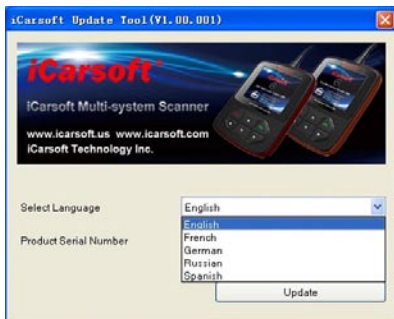 iCarsoft Update Tool(V1.00.001)
iCarsoft
iCarsoft Multi-system Scanner
www.icarsoft.us www.icarsoft.com
iCarsoft Technology Inc.
Select Language
English
English
French
German
Russian
Spanish
Product Serial Number
Update